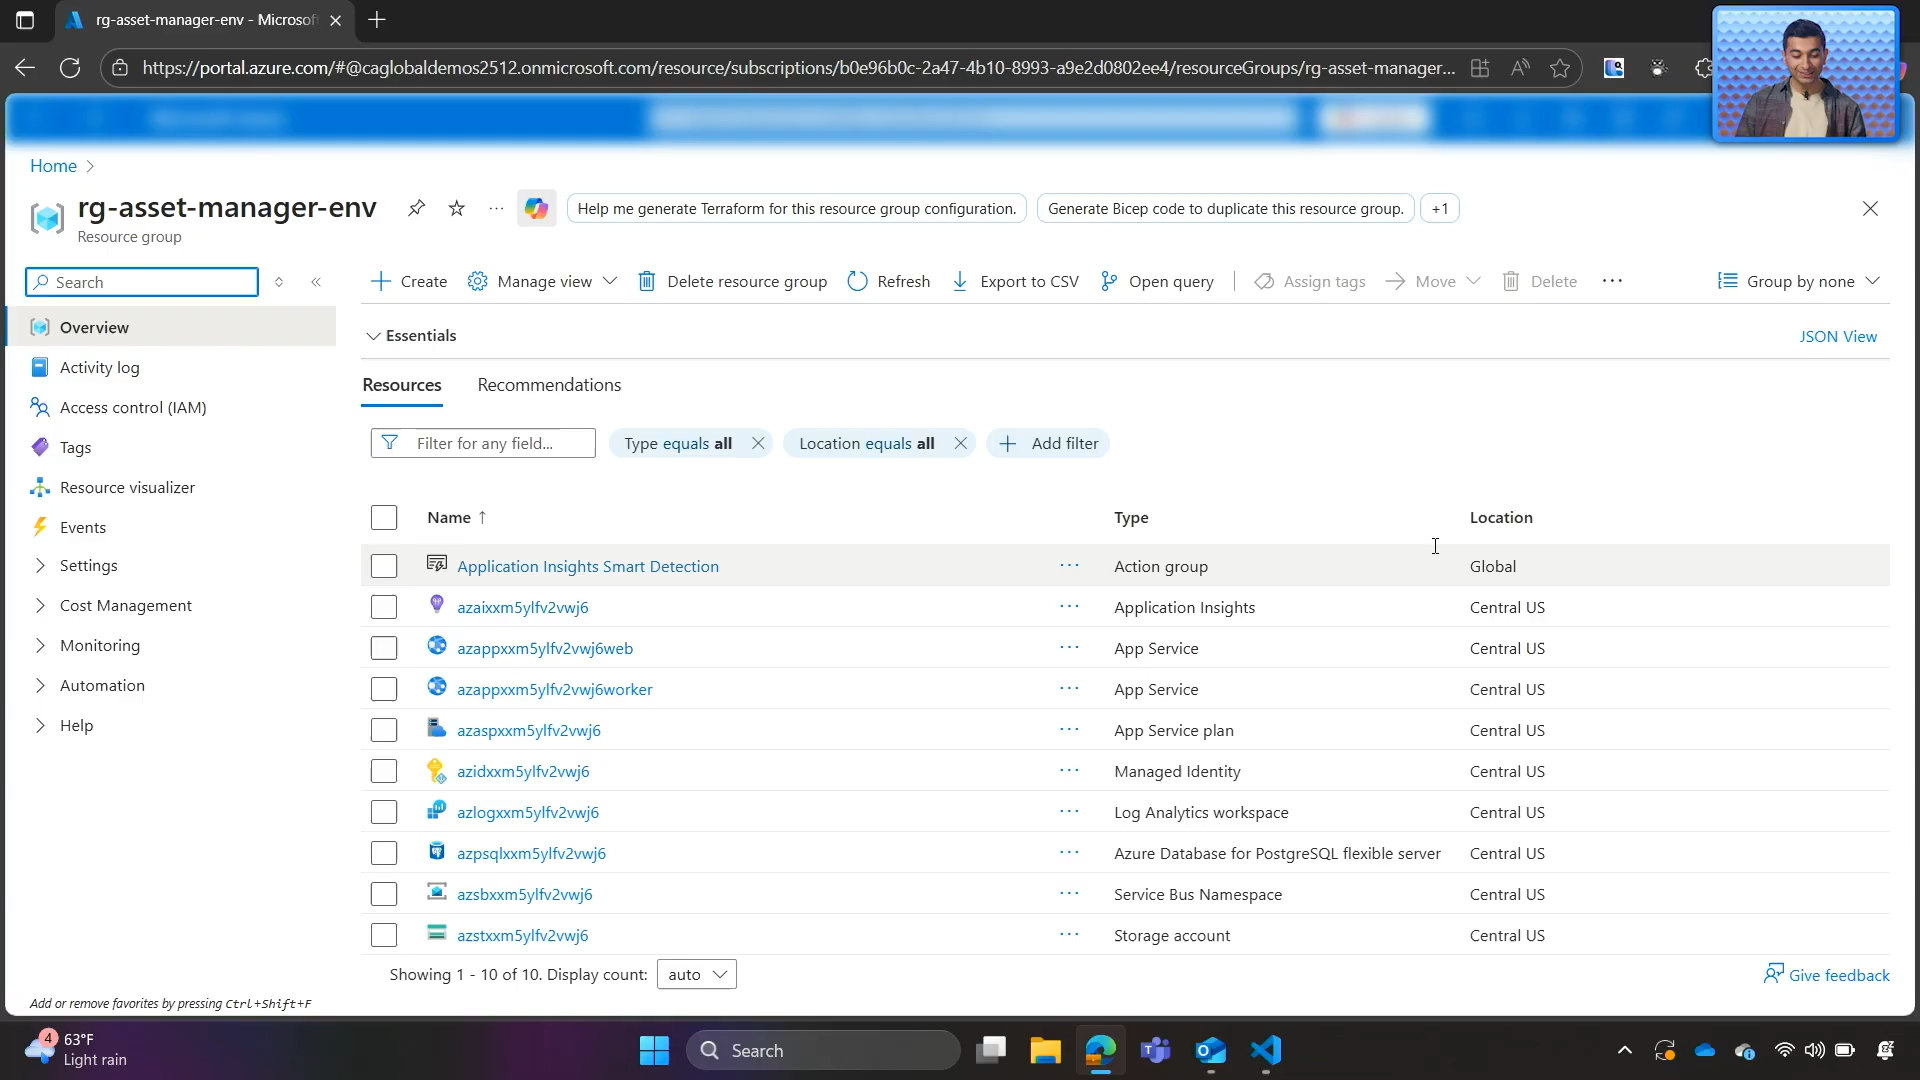 rg-asset-manager-env - Microsof
https://portal.azure.com/#@caglobaldemos2512.onmicrosoft.com/resource/subscriptions/b0e96b0c-2a47-4b10-8993-a9e2d0802ee4/resourceGroups/rg-asset-manager...
Home
rg-asset-manager-env
Resource group
Help me generate Terraform for this resource group configuration.
Generate Bicep code to duplicate this resource group.
+1
Search
Create
Manage view
Delete resource group
Refresh
Export to CSV
Open query
Assign tags
Move
Delete
Group by none
Overview
Activity log
Access control (IAM)
Tags
Resource visualizer
Events
Settings
Cost Management
Monitoring
Automation
Help
Add or remove favorites by pressing Ctrl+Shift+F
Essentials
JSON View
Resources
Recommendations
Filter for any field...
Type equals all
Location equals all
Add filter
Name ↑ Type Location
Application Insights Smart Detection ... Action group Global
azaixxm5ylfv2vwj6 ... Application Insights Central US
azappxxm5ylfv2vwj6web ... App Service Central US
azappxxm5ylfv2vwj6worker ... App Service Central US
azaspxxm5ylfv2vwj6 ... App Service plan Central US
azidxxm5ylfv2vwj6 ... Managed Identity Central US
azlogxxm5ylfv2vwj6 ... Log Analytics workspace Central US
azpsqlxxm5ylfv2vwj6 ... Azure Database for PostgreSQL flexible server Central US
azsbxxm5ylfv2vwj6 ... Service Bus Namespace Central US
azstxxm5ylfv2vwj6 ... Storage account Central US
Showing 1 - 10 of 10. Display count: auto
Give feedback
4
63°F
Light rain
Search